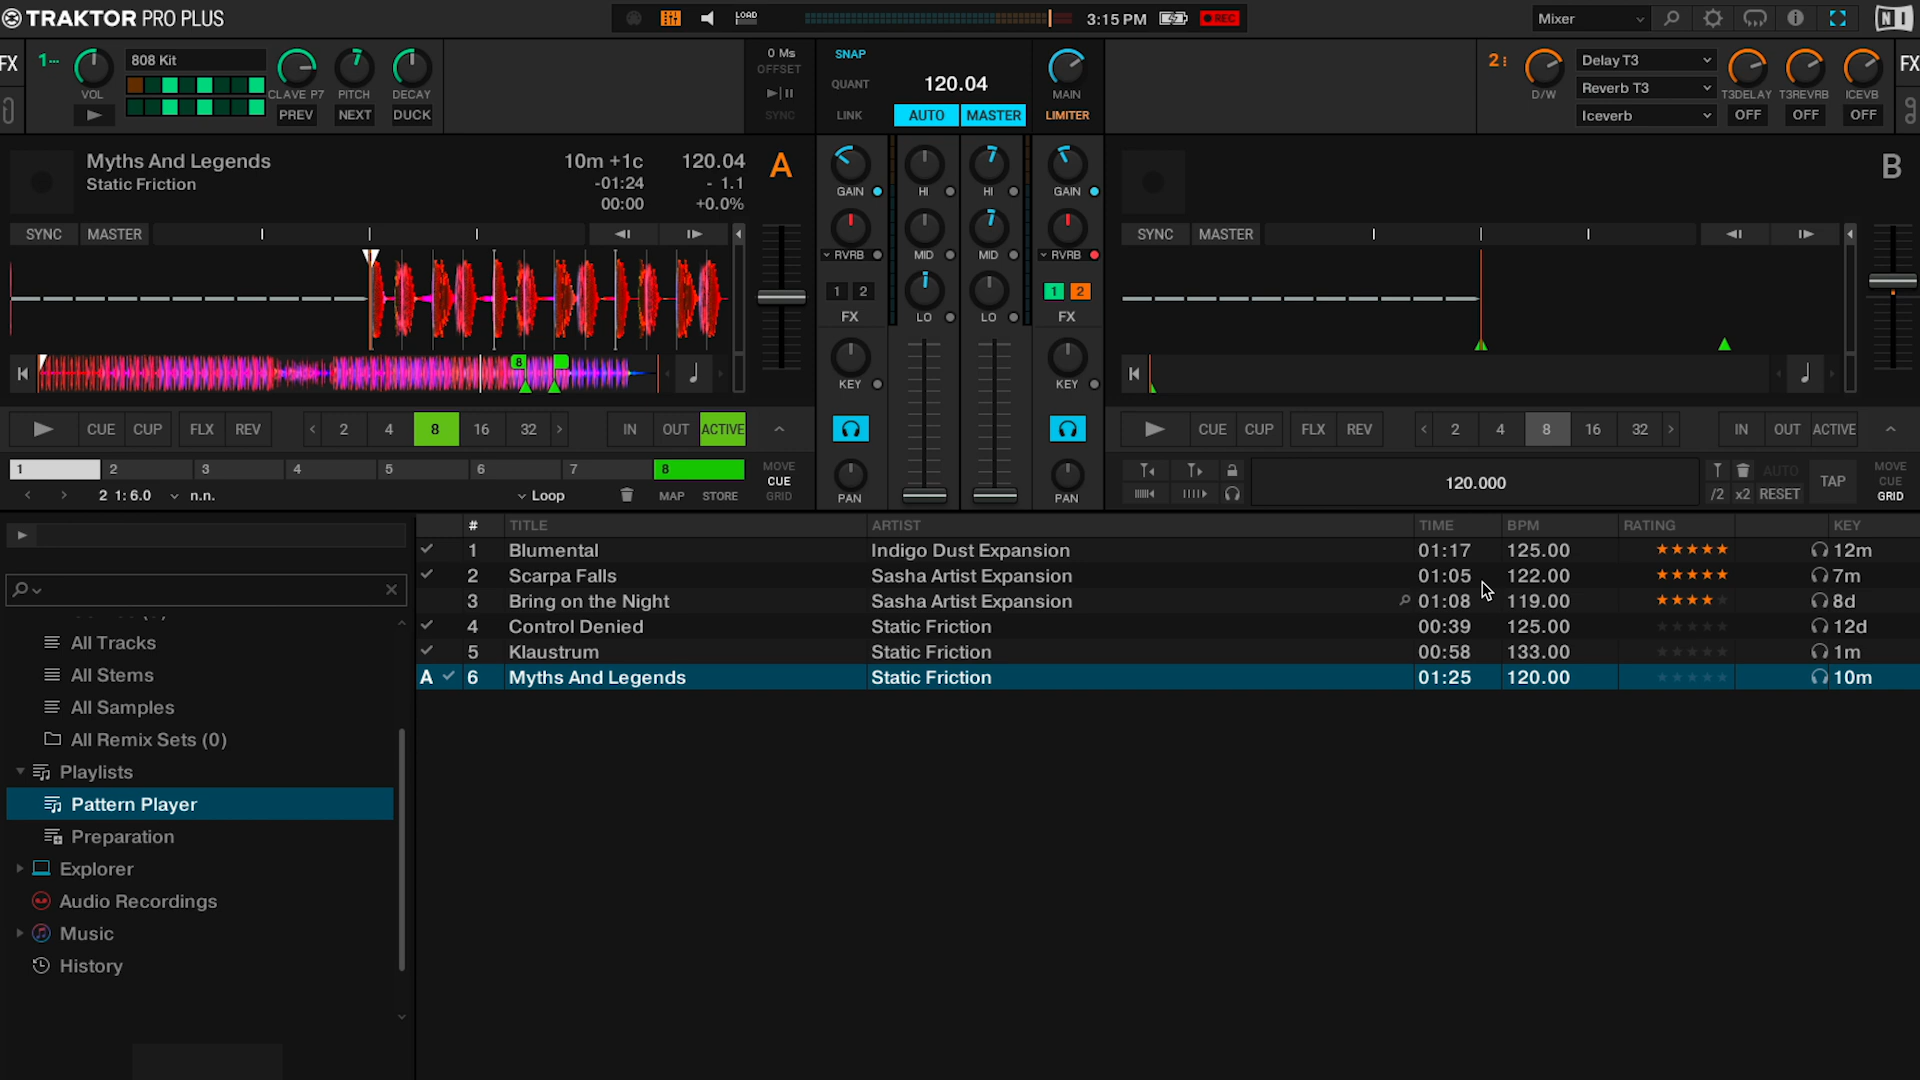 TRAKTOR PRO PLUS
LOAD
3:15 PM
REC
Mixer
NI
FX
1
VOL
808 Kit
CLAVE P7
PITCH
DECAY
PREV
NEXT
DUCK
0 Ms
OFFSET
SYNC
SNAP
QUANT
LINK
120.04
AUTO
MASTER
MAIN
LIMITER
2
D/W
Delay T3
Reverb T3
Iceverb
T3DELAY
T3REVRB
ICEVB
OFF
OFF
OFF
FX
Myths And Legends
Static Friction
10m +1c
-01:24
00:00
120.04
- 1.1
+0.0%
A
SYNC
MASTER
8
CUE
CUP
FLX
REV
2
4
8
16
32
IN
OUT
ACTIVE
1
2
3
4
5
6
7
8
2 1:6.0
n.n.
Loop
MAP
STORE
MOVE
CUE
GRID
GAIN
HI
HI
GAIN
RVRB
MID
MID
RVRB
1 2
LO
LO
1 2
FX
FX
KEY
KEY
PAN
PAN
B
SYNC
MASTER
CUE
CUP
FLX
REV
2
4
8
16
32
IN
OUT
ACTIVE
120.000
AUTO
/2
x2
RESET
TAP
MOVE
CUE
GRID
All Tracks
All Stems
All Samples
All Remix Sets (0)
Playlists
Pattern Player
Preparation
Explorer
Audio Recordings
Music
History
# TITLE ARTIST TIME BPM RATING KEY
1 Blumental Indigo Dust Expansion 01:17 125.00 12m
2 Scarpa Falls Sasha Artist Expansion 01:05 122.00 7m
3 Bring on the Night Sasha Artist Expansion 01:08 119.00 8d
4 Control Denied Static Friction 00:39 125.00 12d
5 Klaustrum Static Friction 00:58 133.00 1m
A 6 Myths And Legends Static Friction 01:25 120.00 10m